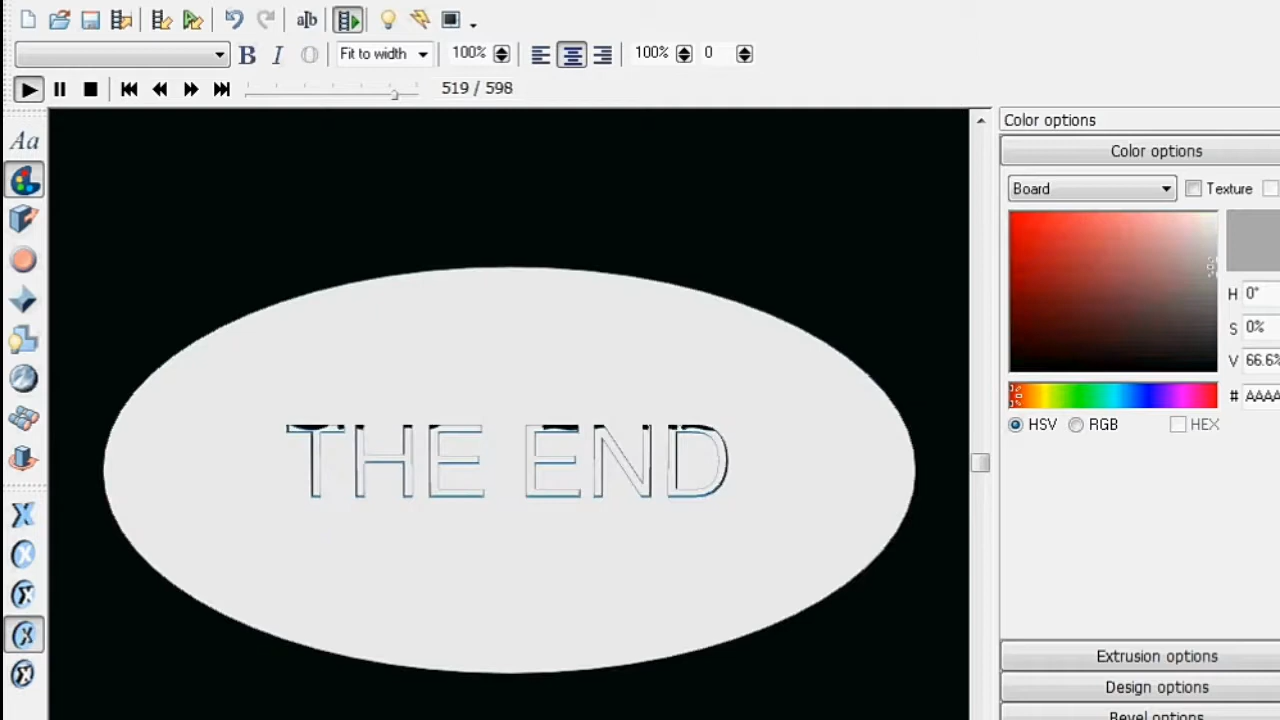 a|b
B I O Fit to width 100% 100% 0
519 / 598
Color options
Aa
Color options
Board Texture
H 0°
S 0%
V 66.6%
# AAAA
HSV RGB HEX
THE END
X
X
X
X
X
Extrusion options
Design options
Bevel options